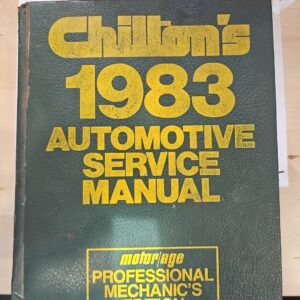 Chilton's
1983
AUTOMOTIVE
SERVICE
MANUAL
motor/age
PROFESSIONAL
MECHANIC'S